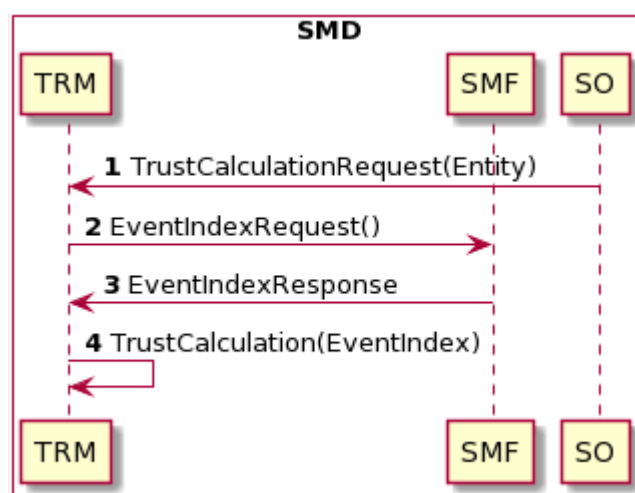 SMD
TRM SMF SO
1 TrustCalculationRequest(Entity)
2 EventIndexRequest()
3 EventIndexResponse
4 TrustCalculation(EventIndex)
TRM SMF SO